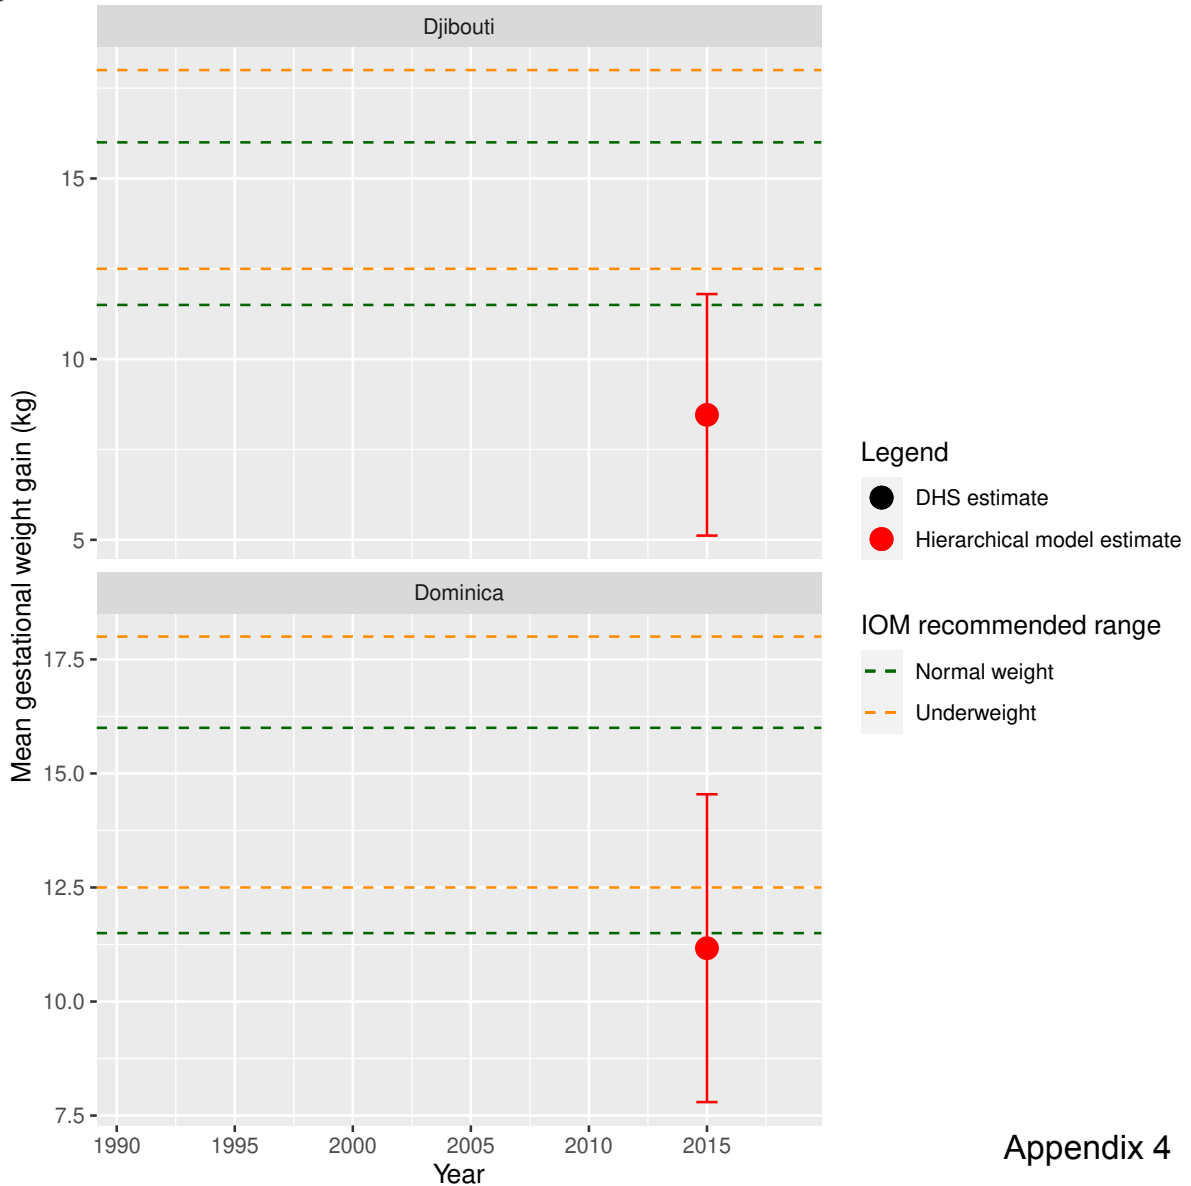 Djibouti
15
10
5
Mean gestational weight gain (kg)
Dominica
17.5
15.0
12.5
10.0
7.5
1990 1995 2000 2005 2010 2015
Year
Legend
DHS estimate
Hierarchical model estimate
IOM recommended range
Normal weight
Underweight
Appendix 4